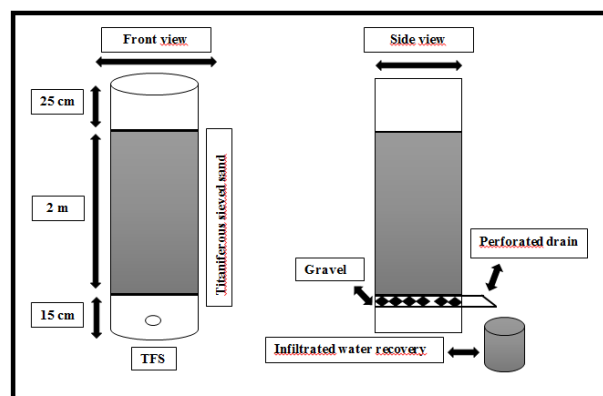 Front view
Side view
25 cm
2 m
Titaniferous sieved sand
Perforated drain
Gravel
15 cm
Infiltrated water recovery
TFS